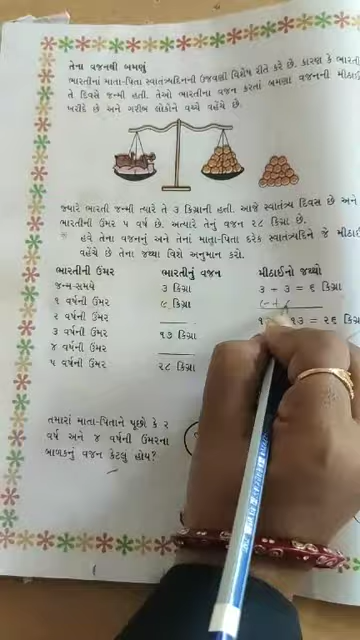 તેના વજનથી બમણું
ભારતીનાં માતા-પિતા સ્વાતંત્ર્યદિનની ઉજવણી વિશેષ રીતે કરે છે. કારણ કે ભારતી
તે દિવસે જન્મી હતી. તેઓ ભારતીના વજન કરતાં બમણા વજનની મીઠાઈ
ખરીદે છે અને ગરીબ લોકોને વચ્ચે વહેંચે છે.
જ્યારે ભારતી જન્મી ત્યારે તે ૩ કિગ્રાની હતી. આજે સ્વાતંત્ર્ય દિવસ છે અને
ભારતીની ઉંમર ૫ વર્ષ છે. અત્યારે તેનું વજન ૨૮ કિગ્રા છે.
હવે તેના વજનનું અને તેનાં માતા-પિતા દરેક સ્વાતંત્ર્યદિને જે મીઠાઈ
વહેંચે છે તેના જથ્થા વિશે અનુમાન કરો.
ભારતીની ઉંમર ભારતીનું વજન મીઠાઈનો જથ્થો
જન્મ-સમયે ૩ કિગ્રા ૩ + ૩ = ૬ કિગ્રા
૧ વર્ષની ઉંમર ૯ કિગ્રા ૯+
૨ વર્ષની ઉંમર ૧૩ = ૨૬ કિગ્રા
૩ વર્ષની ઉંમર ૧૭ કિગ્રા
૪ વર્ષની ઉંમર
૫ વર્ષની ઉંમર ૨૮ કિગ્રા
તમારાં માતા-પિતાને પૂછો કે ૨
વર્ષ અને ૪ વર્ષની ઉંમરના
બાળકનું વજન કેટલું હોય?